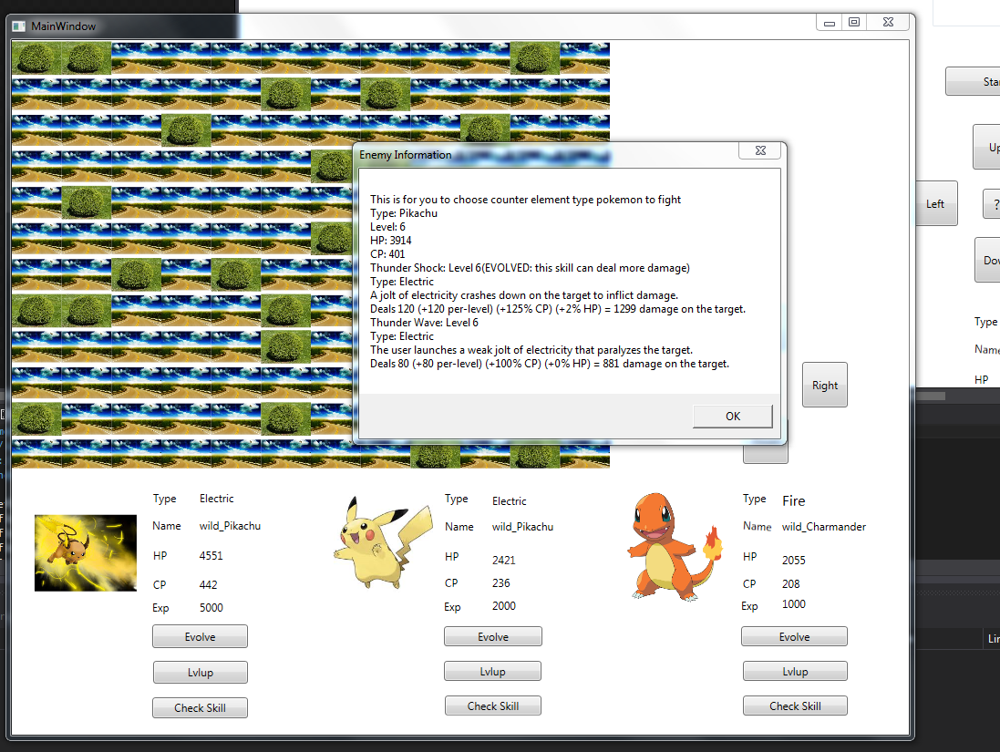 MainWindow
Enemy Information
This is for you to choose counter element type pokemon to fight
Type: Pikachu
Level: 6
HP: 3914
CP: 401
Thunder Shock: Level 6(EVOLVED: this skill can deal more damage)
Type: Electric
A jolt of electricity crashes down on the target to inflict damage.
Deals 120 (+120 per-level) (+125% CP) (+2% HP) = 1299 damage on the target.
Thunder Wave: Level 6
Type: Electric
The user launches a weak jolt of electricity that paralyzes the target.
Deals 80 (+80 per-level) (+100% CP) (+0% HP) = 881 damage on the target.
OK
Right
Left
?
Type
Name
HP
Type Electric
Name wild_Pikachu
HP 4551
CP 442
Exp 5000
Evolve
Lvlup
Check Skill
Type Electric
Name wild_Pikachu
HP 2421
CP 236
Exp 2000
Evolve
Lvlup
Check Skill
Type Fire
Name wild_Charmander
HP 2055
CP 208
Exp 1000
Evolve
Lvlup
Check Skill